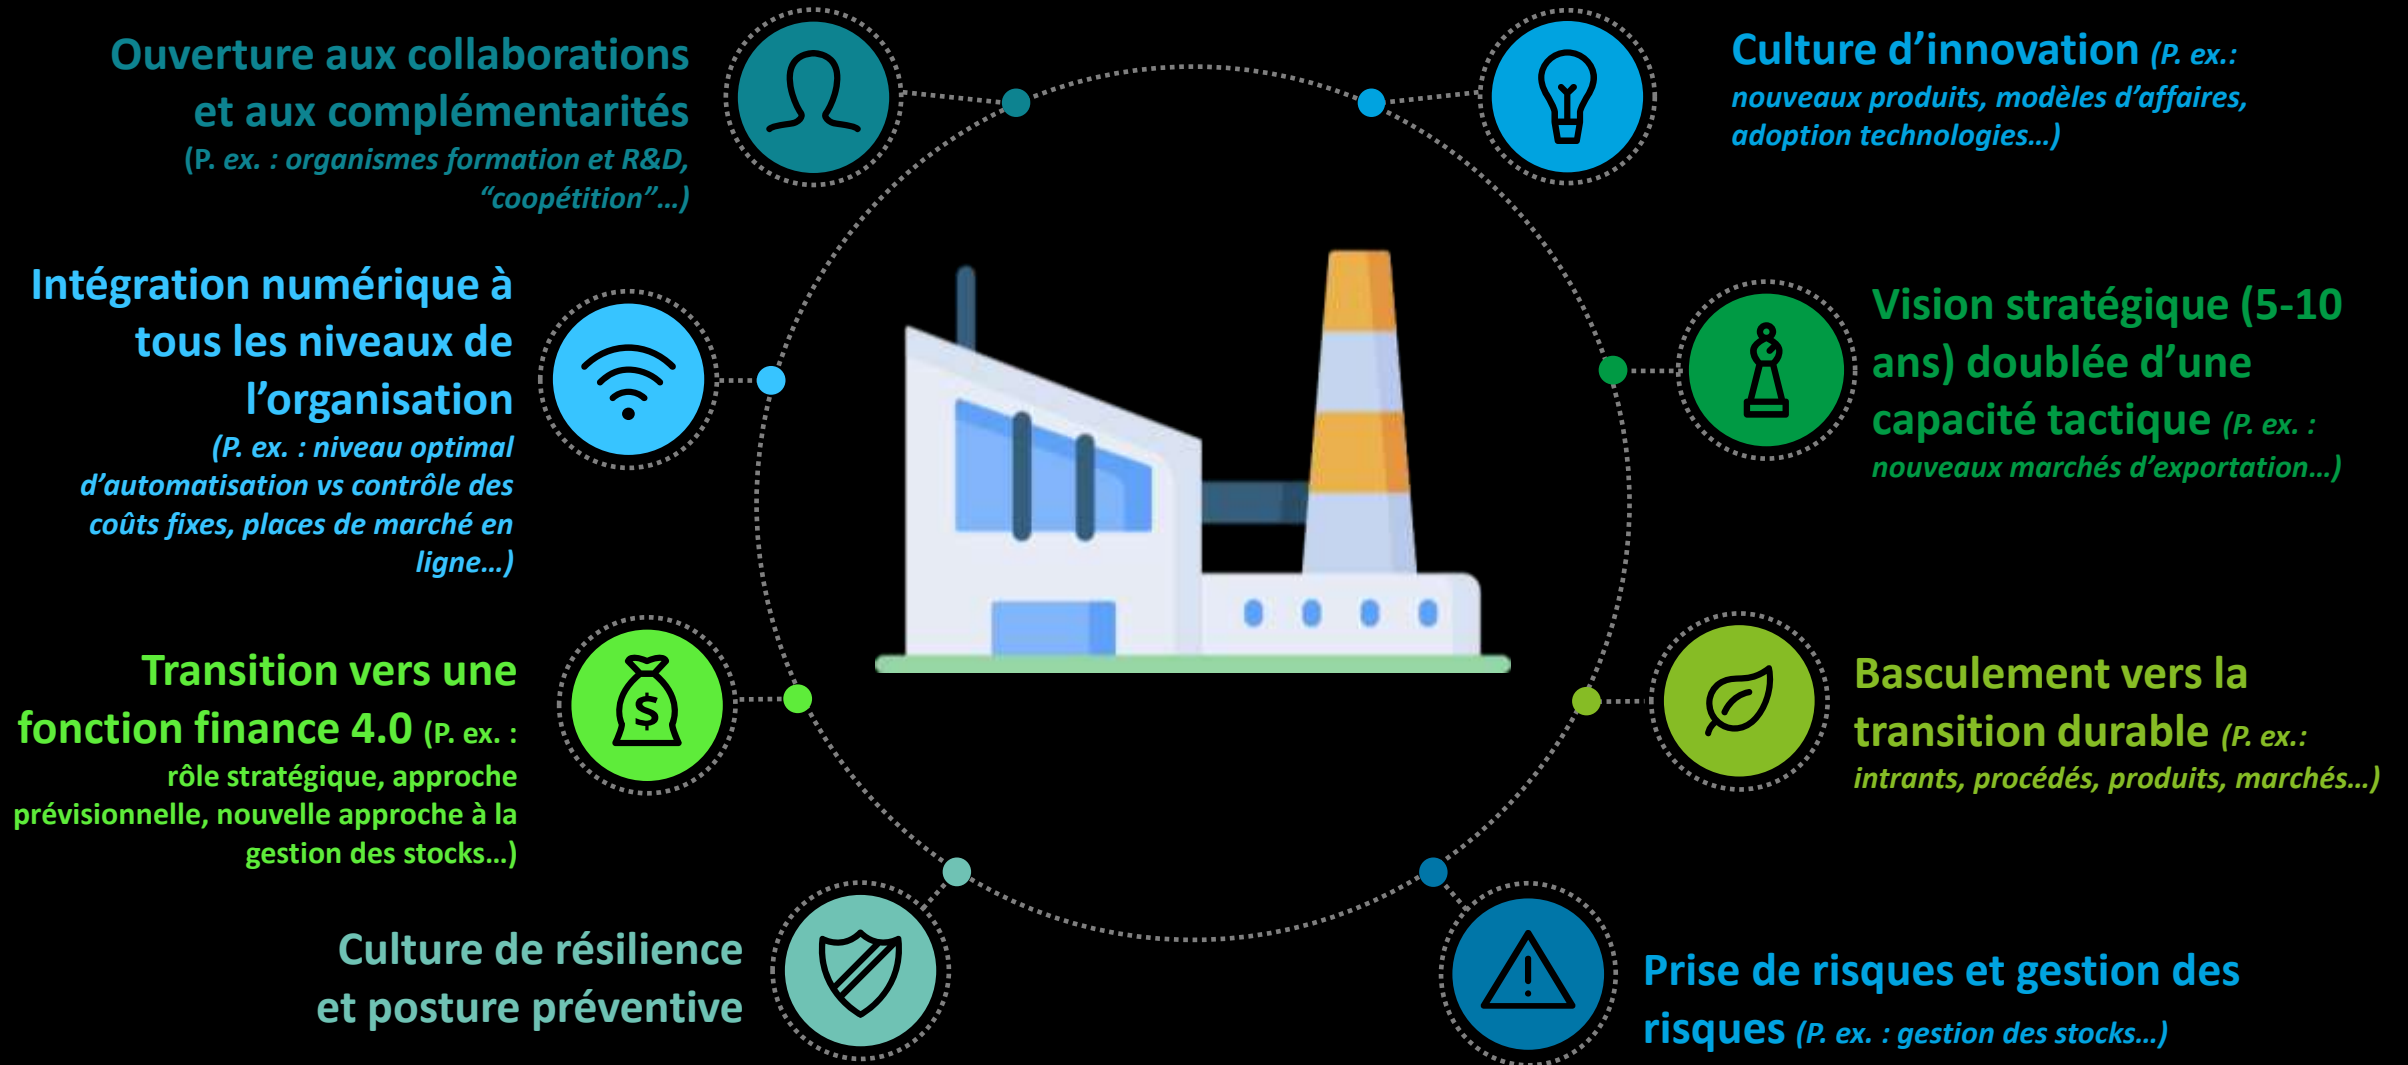 Ouverture aux collaborations
et aux complémentarités
(P. ex. : organismes formation et R&D,
“coopétition”…)
Culture d’innovation (P. ex.:
nouveaux produits, modèles d’affaires,
adoption technologies…)
Intégration numérique à
tous les niveaux de
l’organisation
(P. ex. : niveau optimal
d’automatisation vs contrôle des
coûts fixes, places de marché en
ligne…)
Vision stratégique (5-10
ans) doublée d’une
capacité tactique (P. ex. :
nouveaux marchés d’exportation…)
Transition vers une
fonction finance 4.0 (P. ex. :
rôle stratégique, approche
prévisionnelle, nouvelle approche à la
gestion des stocks…)
$
Basculement vers la
transition durable (P. ex.:
intrants, procédés, produits, marchés…)
Culture de résilience
et posture préventive
Prise de risques et gestion des
risques (P. ex. : gestion des stocks…)